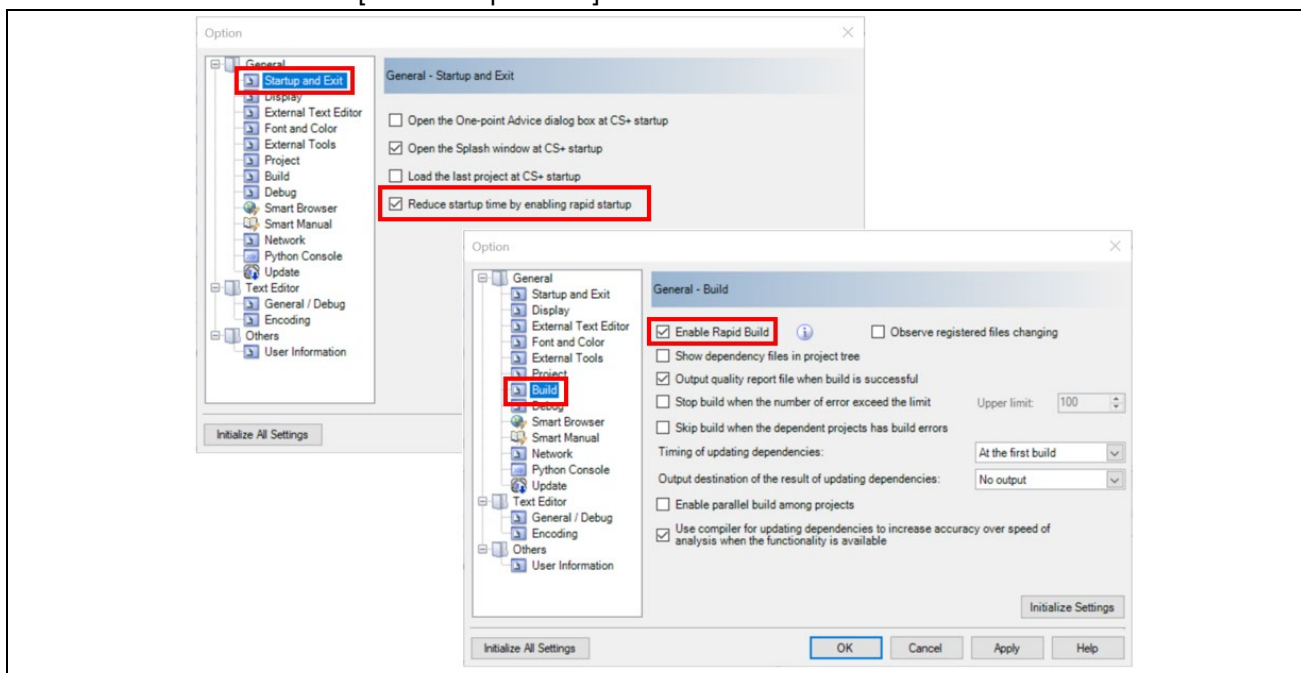 Option
General
Startup and Exit
Display
External Text Editor
Font and Color
External Tools
Project
Build
Debug
Smart Browser
Smart Manual
Network
Python Console
Update
Text Editor
General / Debug
Encoding
Others
User Information
General - Startup and Exit
Open the One-point Advice dialog box at CS+ startup
Open the Splash window at CS+ startup
Load the last project at CS+ startup
Reduce startup time by enabling rapid startup
Initialize All Settings
Option
General
Startup and Exit
Display
External Text Editor
Font and Color
External Tools
Project
Build
Debug
Smart Browser
Smart Manual
Network
Python Console
Update
Text Editor
General / Debug
Encoding
Others
User Information
General - Build
Enable Rapid Build Observe registered files changing
Show dependency files in project tree
Output quality report file when build is successful
Stop build when the number of error exceed the limit Upper limit: 100
Skip build when the dependent projects has build errors
Timing of updating dependencies: At the first build
Output destination of the result of updating dependencies: No output
Enable parallel build among projects
Use compiler for updating dependencies to increase accuracy over speed of
analysis when the functionality is available
Initialize Settings
Initialize All Settings OK Cancel Apply Help